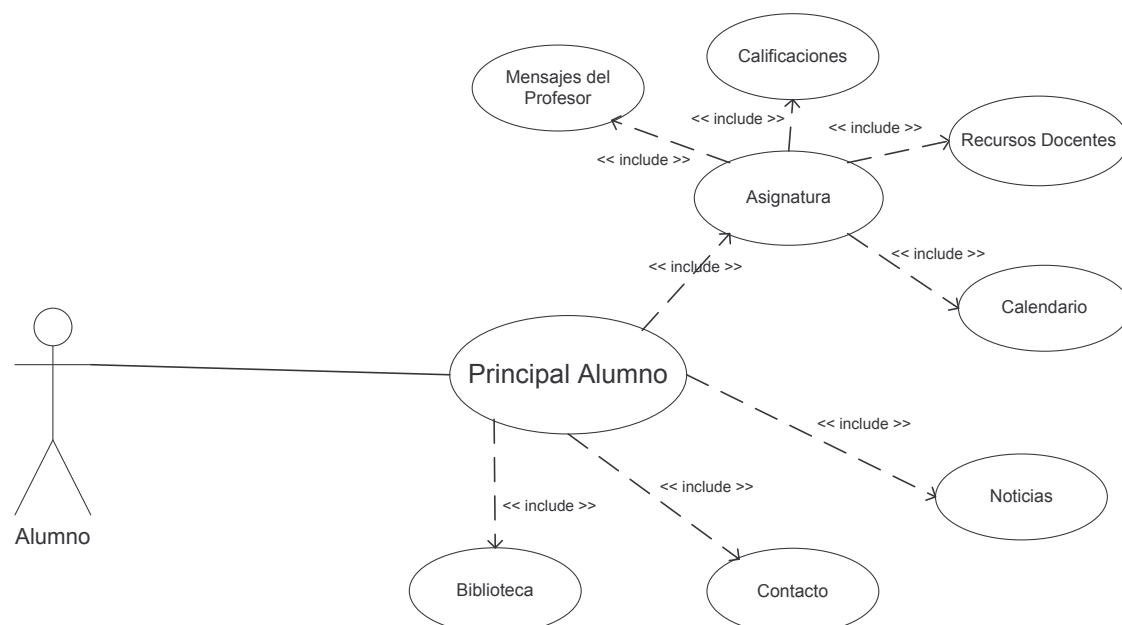 Calificaciones
Mensajes del
Profesor
<< include >>
<< include >>
Recursos Docentes
<< include >>
Asignatura
<< include >>
<< include >>
Calendario
Principal Alumno
<< include >>
<< include >>
Noticias
<< include >>
Alumno
Biblioteca
Contacto